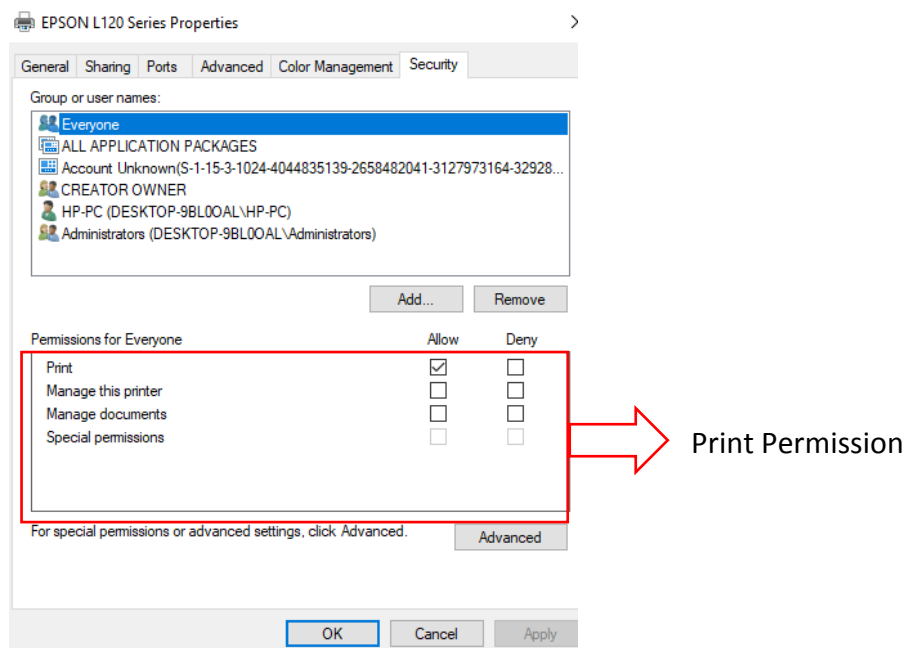 EPSON L120 Series Properties
General Sharing Ports Advanced Color Management Security
Group or user names:
Everyone
ALL APPLICATION PACKAGES
Account Unknown(S-1-15-3-1024-4044835139-2658482041-3127973164-32928...
CREATOR OWNER
HP-PC (DESKTOP-9BL0OAL\HP-PC)
Administrators (DESKTOP-9BL0OAL\Administrators)
Add... Remove
Permissions for Everyone Allow Deny
Print
Manage this printer
Manage documents
Special permissions
Print Permission
For special permissions or advanced settings, click Advanced.
Advanced
OK Cancel Apply